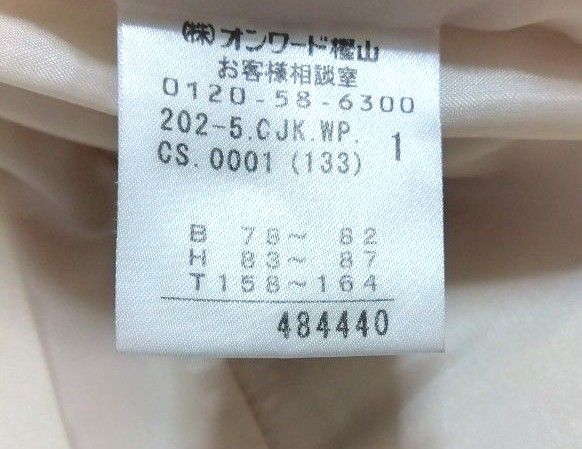 (株)オンワード樫山
お客様相談室
0120-58-6300
202-5.CJK.WP. 1
CS.0001 (133)
B 78～ 82
H 83～ 87
T 158～164
484440